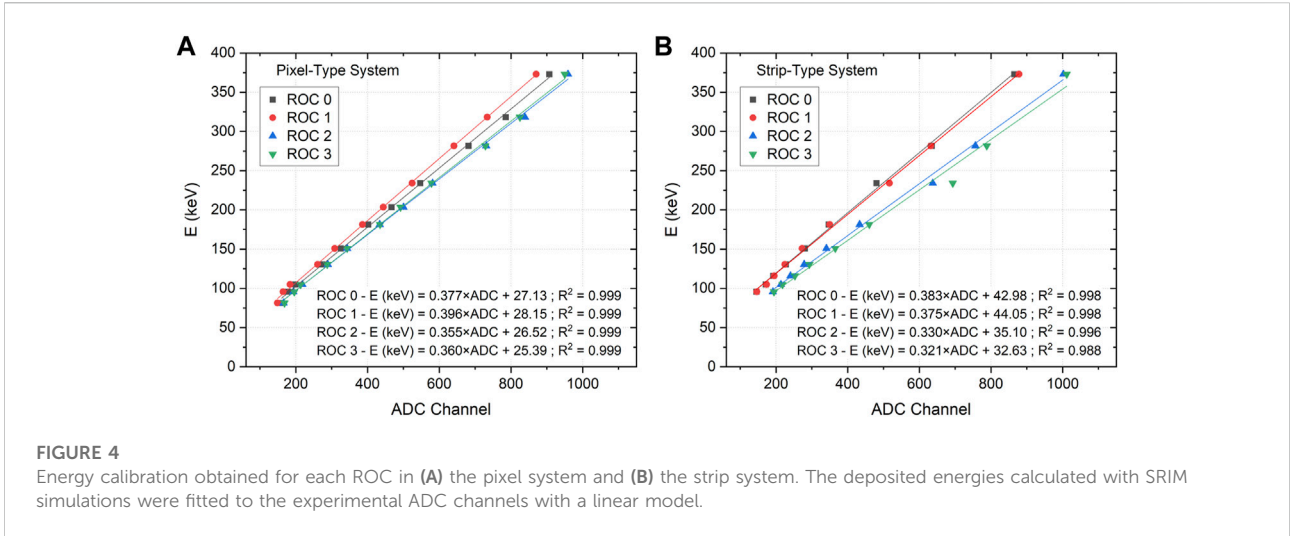 A
400
350
300
250
200
150
100
50
0
E (keV)
Pixel-Type System
ROC 0
ROC 1
ROC 2
ROC 3
ROC 0 - E (keV) = 0.377×ADC + 27.13 ; R² = 0.999
ROC 1 - E (keV) = 0.396×ADC + 28.15 ; R² = 0.999
ROC 2 - E (keV) = 0.355×ADC + 26.52 ; R² = 0.999
ROC 3 - E (keV) = 0.360×ADC + 25.39 ; R² = 0.999
200 400 600 800 1000
ADC Channel
B
400
350
300
250
200
150
100
50
0
E (keV)
Strip-Type System
ROC 0
ROC 1
ROC 2
ROC 3
ROC 0 - E (keV) = 0.383×ADC + 42.98 ; R² = 0.998
ROC 1 - E (keV) = 0.375×ADC + 44.05 ; R² = 0.998
ROC 2 - E (keV) = 0.330×ADC + 35.10 ; R² = 0.996
ROC 3 - E (keV) = 0.321×ADC + 32.63 ; R² = 0.988
200 400 600 800 1000
ADC Channel
FIGURE 4
Energy calibration obtained for each ROC in (A) the pixel system and (B) the strip system. The deposited energies calculated with SRIM
simulations were fitted to the experimental ADC channels with a linear model.